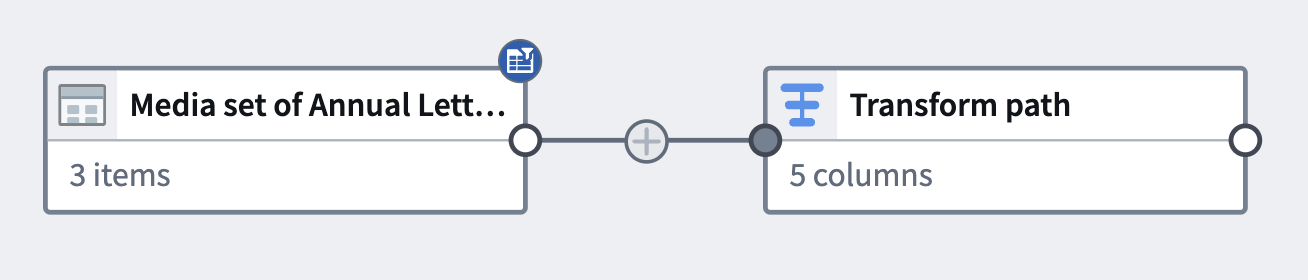 Media set of Annual Lett...
3 items
Transform path
5 columns